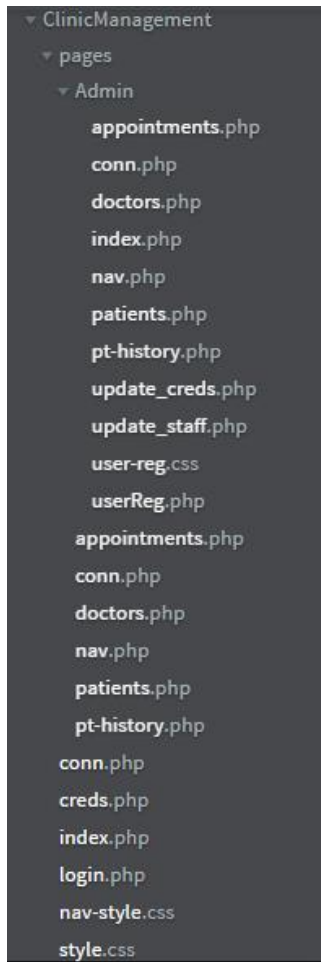 ClinicManagement
pages
Admin
appointments.php
conn.php
doctors.php
index.php
nav.php
patients.php
pt-history.php
update_creds.php
update_staff.php
user-reg.css
userReg.php
appointments.php
conn.php
doctors.php
nav.php
patients.php
pt-history.php
conn.php
creds.php
index.php
login.php
nav-style.css
style.css